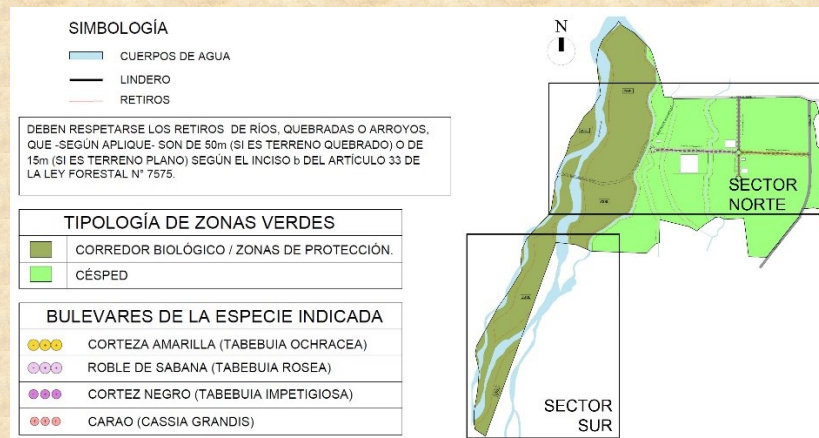 SIMBOLOGÍA
CUERPOS DE AGUA
LINDERO
RETIROS
DEBEN RESPETARSE LOS RETIROS DE RÍOS, QUEBRADAS O ARROYOS,
QUE -SEGÚN APLIQUE- SON DE 50m (SI ES TERRENO QUEBRADO) O DE
15m (SI ES TERRENO PLANO) SEGÚN EL INCISO b DEL ARTÍCULO 33 DE
LA LEY FORESTAL N° 7575.
TIPOLOGÍA DE ZONAS VERDES
CORREDOR BIOLÓGICO / ZONAS DE PROTECCIÓN.
CÉSPED
BULEVARES DE LA ESPECIE INDICADA
CORTEZA AMARILLA (TABEBUIA OCHRACEA)
ROBLE DE SABANA (TABEBUIA ROSEA)
CORTEZ NEGRO (TABEBUIA IMPETIGIOSA)
CARAO (CASSIA GRANDIS)
N
SECTOR
NORTE
SECTOR
SUR